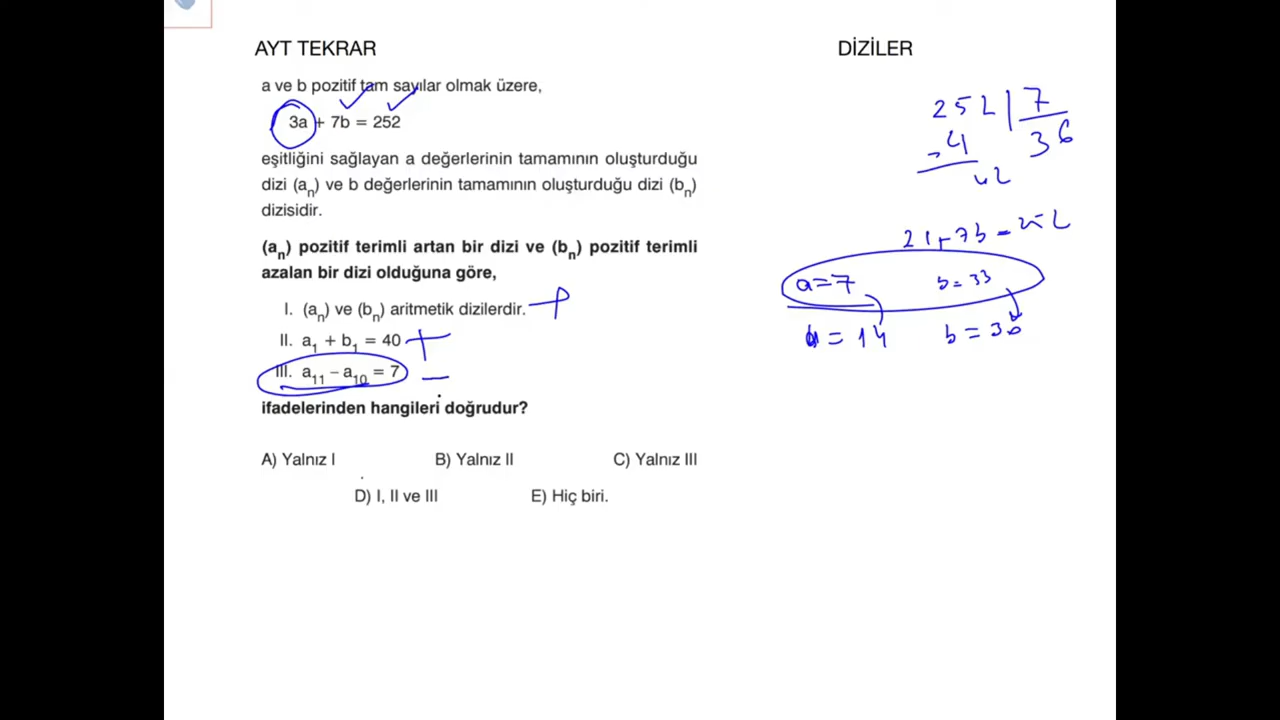 AYT TEKRAR
DİZİLER
a ve b pozitif tam sayılar olmak üzere,
3a + 7b = 252
eşitliğini sağlayan a değerlerinin tamamının oluşturduğu
dizi (aₙ) ve b değerlerinin tamamının oluşturduğu dizi (bₙ)
dizisidir.
(aₙ) pozitif terimli artan bir dizi ve (bₙ) pozitif terimli
azalan bir dizi olduğuna göre,
I. (aₙ) ve (bₙ) aritmetik dizilerdir.
II. a₁ + b₁ = 40
III. a₁₁ – a₁₀ = 7
ifadelerinden hangileri doğrudur?
A) Yalnız I B) Yalnız II C) Yalnız III
D) I, II ve III E) Hiç biri.
252 | 7
36
42
21 + 7b = 252
a = 7 b = 33
= 14 b = 30